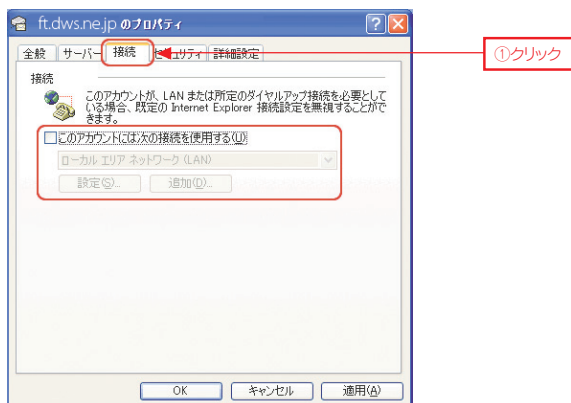 ft.dws.ne.jp のプロパティ
全般 サーバー 接続 セキュリティ 詳細設定
①クリック
接続
このアカウントが、LAN または所定のダイヤルアップ接続を必要として
いる場合、既定の Internet Explorer 接続設定を無視することがで
きます。
このアカウントには次の接続を使用する(U)
ローカル エリア ネットワーク (LAN)
設定(S)... 追加(D)...
OK キャンセル 適用(A)